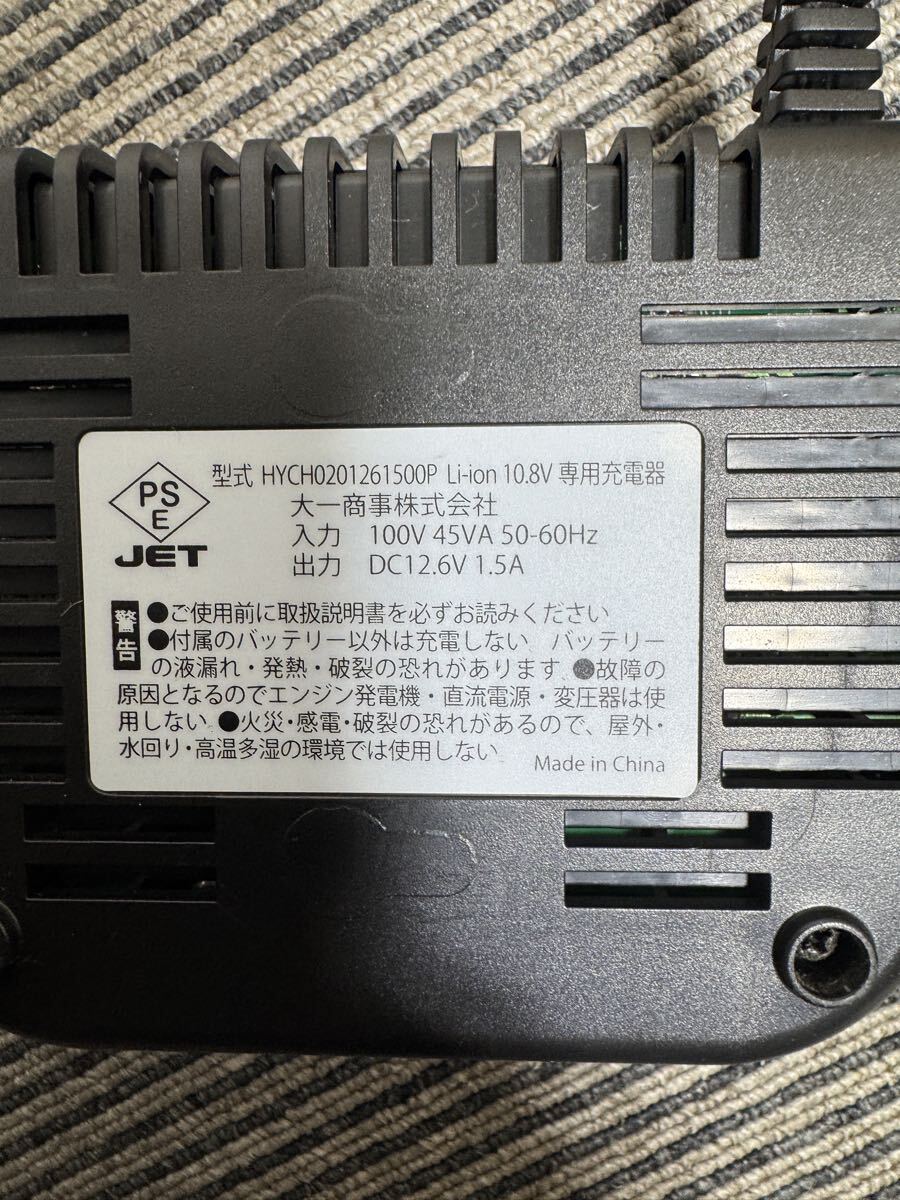 PS
E
JET
型式 HYCH0201261500P Li-ion 10.8V 専用充電器
大一商事株式会社
入力 100V 45VA 50-60Hz
出力 DC12.6V 1.5A
警告
●ご使用前に取扱説明書を必ずお読みください
●付属のバッテリー以外は充電しない バッテリー
の液漏れ・発熱・破裂の恐れがあります ●故障の
原因となるのでエンジン発電機・直流電源・変圧器は使
用しない ●火災・感電・破裂の恐れがあるので、屋外・
水回り・高温多湿の環境では使用しない
Made in China